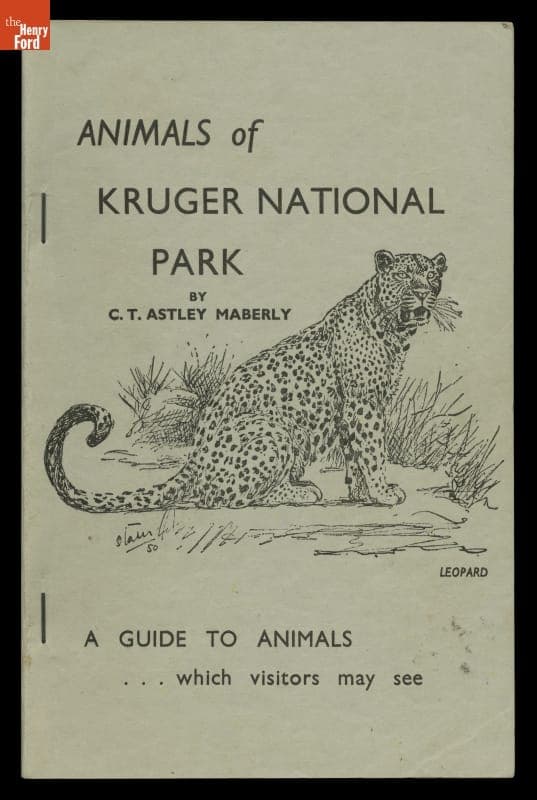 the
Henry
Ford
ANIMALS of
KRUGER NATIONAL
PARK
BY
C. T. ASTLEY MABERLY
50
LEOPARD
A GUIDE TO ANIMALS
. . . which visitors may see